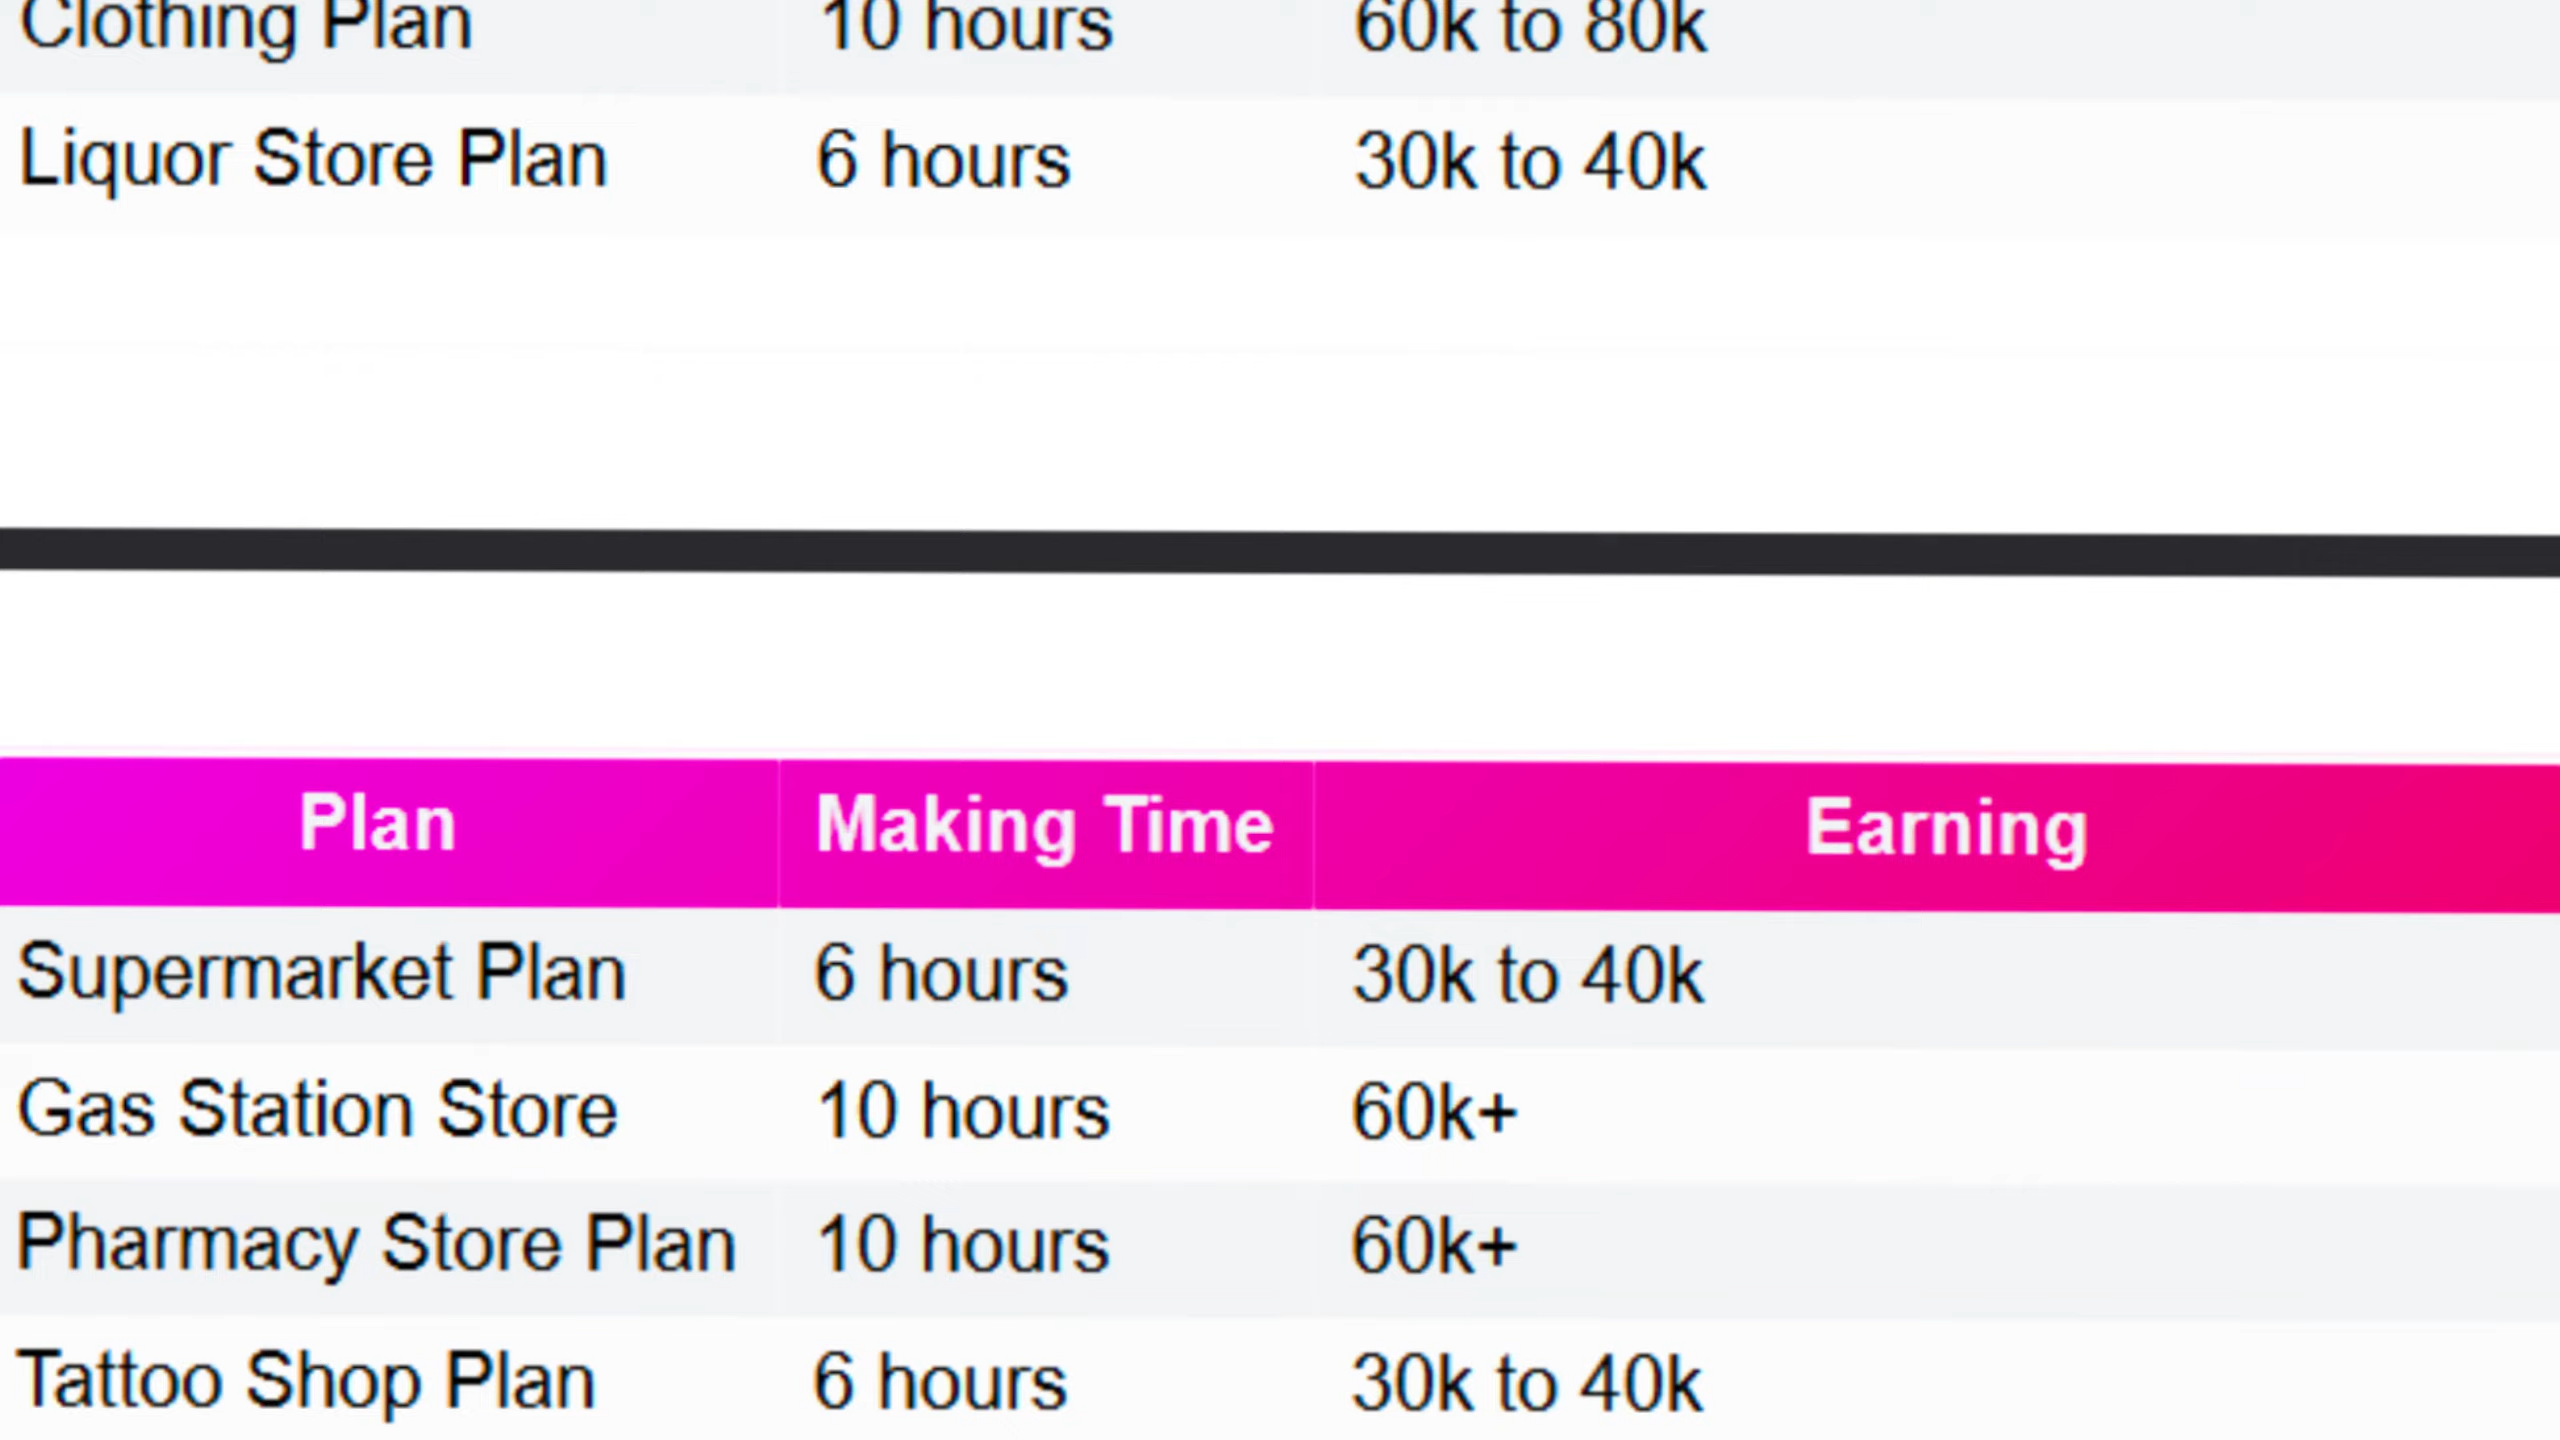 Clothing Plan 10 hours 60k to 80k
Liquor Store Plan 6 hours 30k to 40k
Plan Making Time Earning
Supermarket Plan 6 hours 30k to 40k
Gas Station Store 10 hours 60k+
Pharmacy Store Plan 10 hours 60k+
Tattoo Shop Plan 6 hours 30k to 40k